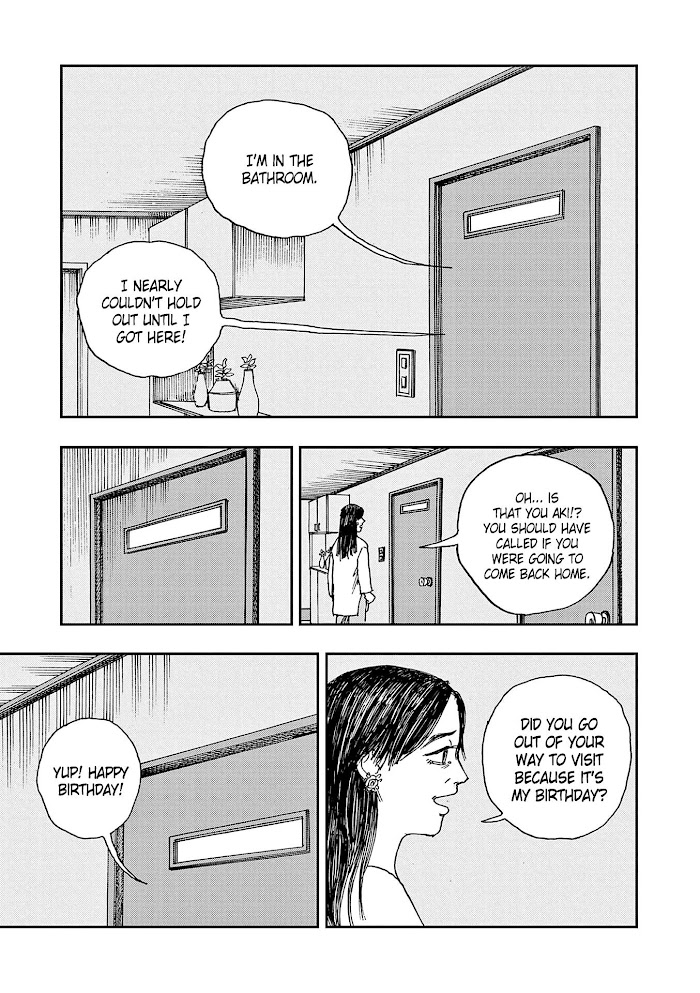 I'M IN THE
BATHROOM.
I NEARLY
COULDN'T HOLD
OUT UNTIL I
GOT HERE!
OH... IS
THAT YOU AKI!?
YOU SHOULD HAVE
CALLED IF YOU
WERE GOING TO
COME BACK HOME.
DID YOU GO
OUT OF YOUR
WAY TO VISIT
BECAUSE IT'S
MY BIRTHDAY?
YUP! HAPPY
BIRTHDAY!